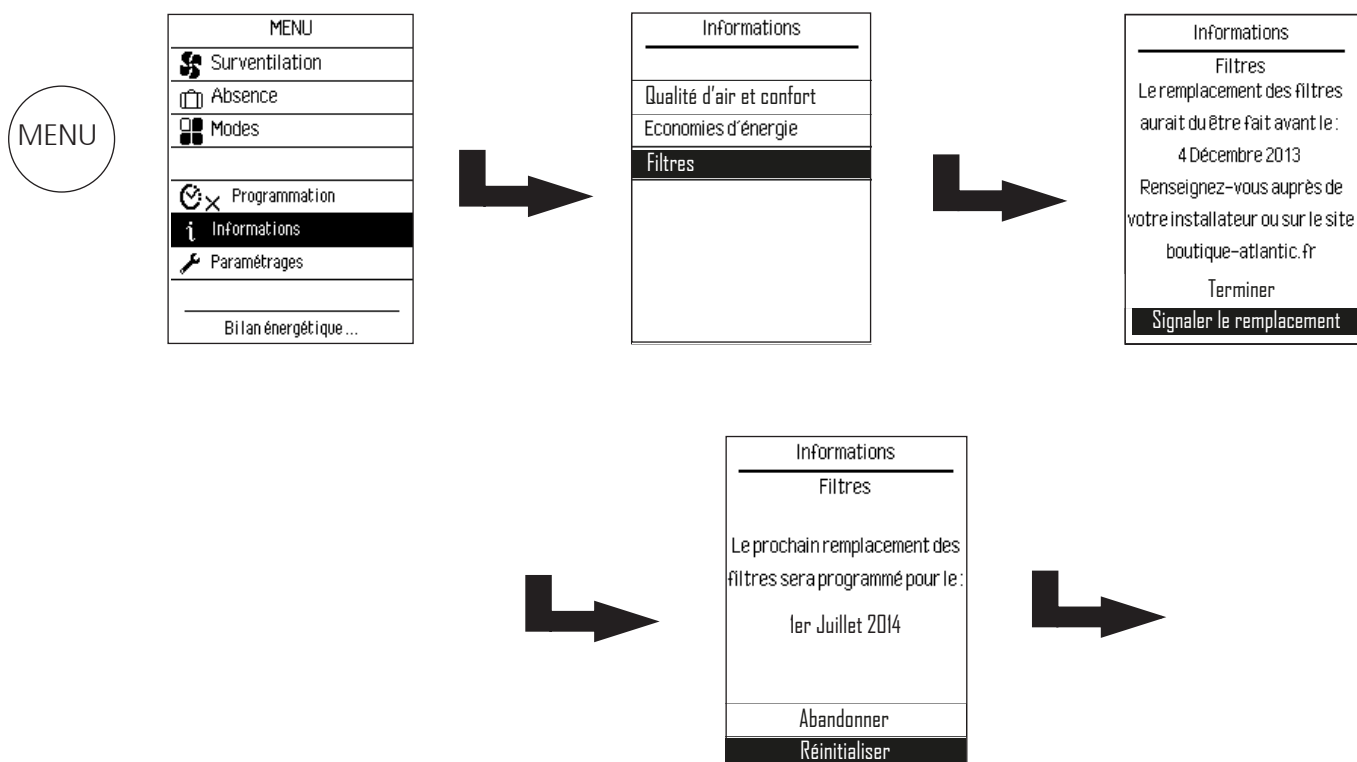 MENU
MENU
Surventilation
Absence
Modes
Programmation
i Informations
Paramétrages
Bilan énergétique ...
Informations
Qualité d'air et confort
Economies d'énergie
Filtres
Informations
Filtres
Le remplacement des filtres
aurait du être fait avant le :
4 Décembre 2013
Renseignez-vous auprès de
votre installateur ou sur le site
boutique-atlantic.fr
Terminer
Signaler le remplacement
Informations
Filtres
Le prochain remplacement des
filtres sera programmé pour le :
1er Juillet 2014
Abandonner
Réinitialiser